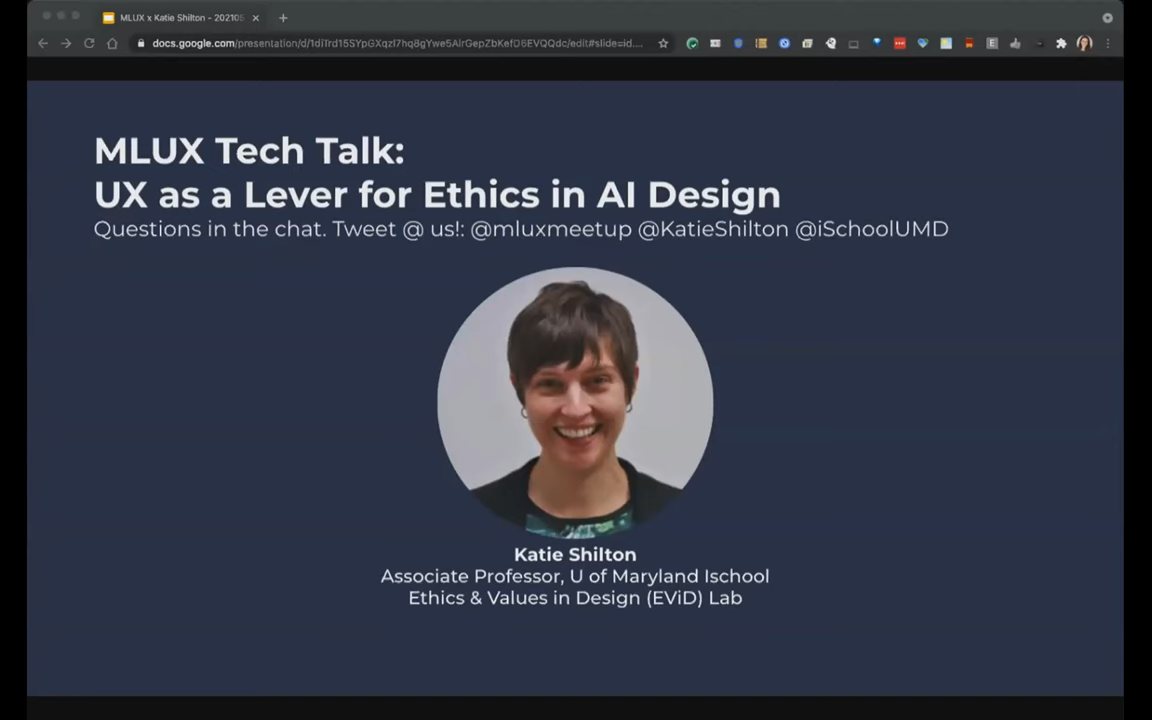 MLUX x Katie Shilton - 202105
docs.google.com/presentation/d/
MLUX Tech Talk:
UX as a Lever for Ethics in AI Design
Questions in the chat. Tweet @ us!: @mluxmeetup @KatieShilton @iSchoolUMD
Katie Shilton
Associate Professor, U of Maryland Ischool
Ethics & Values in Design (EViD) Lab